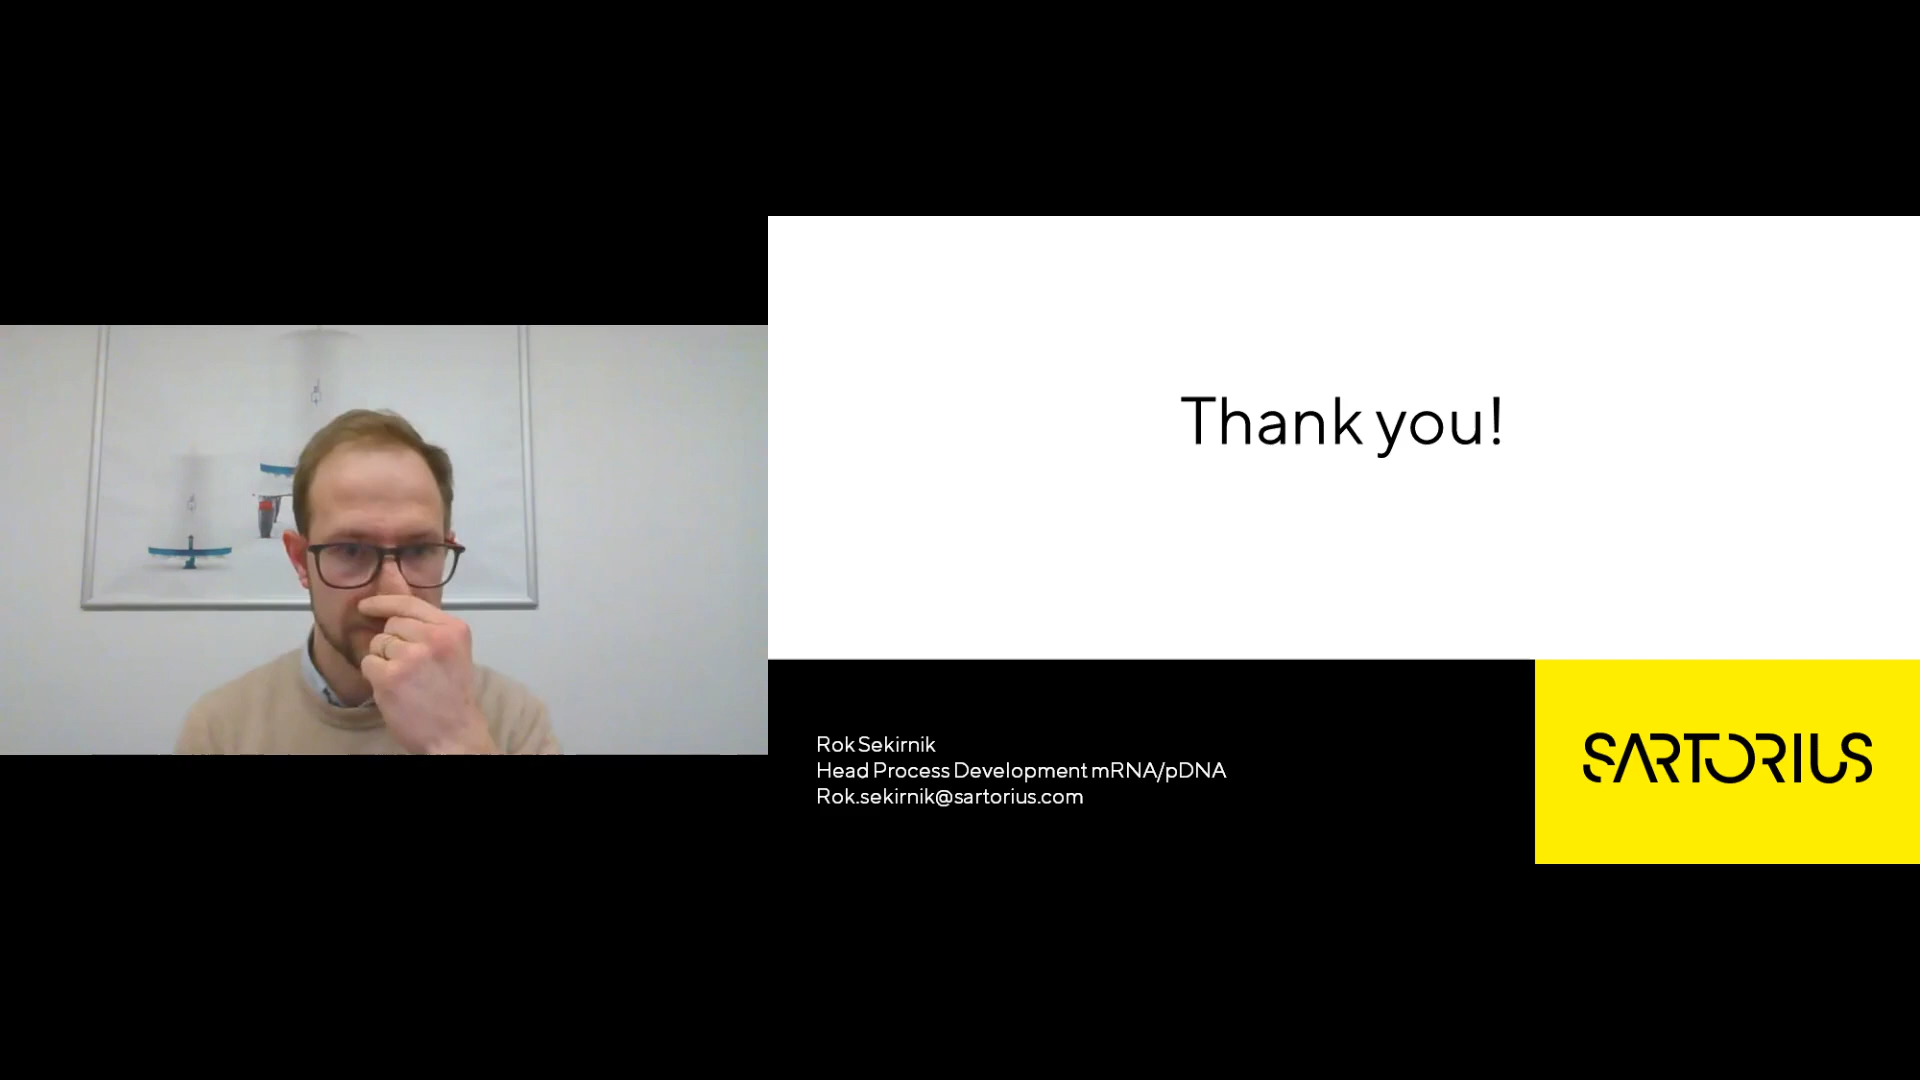 Thank you!
Rok Sekirnik
Head Process Development mRNA/pDNA
Rok.sekirnik@sartorius.com
SARTORIUS